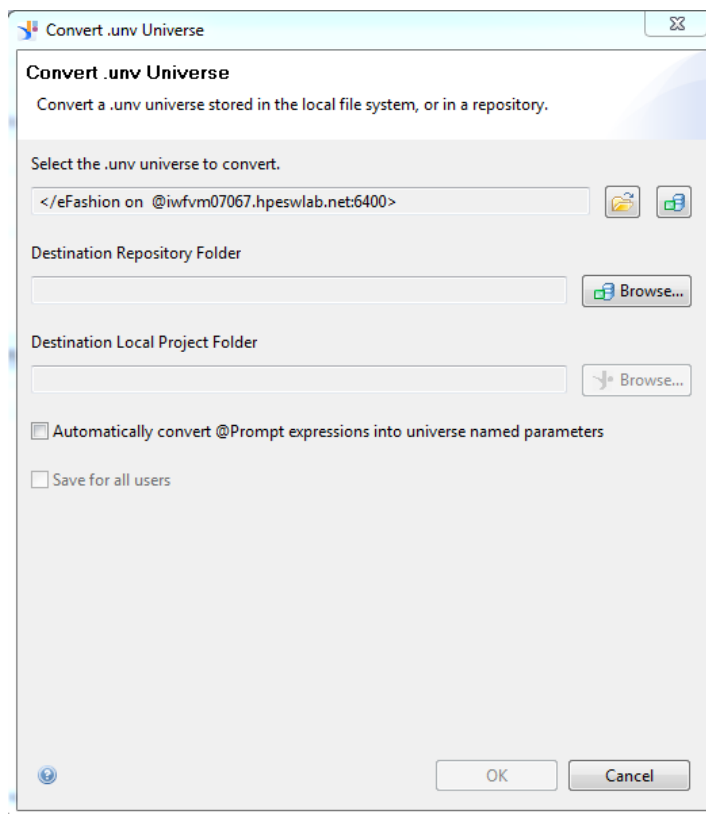 Convert .unv Universe
Convert .unv Universe
Convert a .unv universe stored in the local file system, or in a repository.
Select the .unv universe to convert.
</eFashion on  @iwfvm07067.hpeswlab.net:6400>
Destination Repository Folder
Browse...
Destination Local Project Folder
Browse...
Automatically convert @Prompt expressions into universe named parameters
Save for all users
OK
Cancel